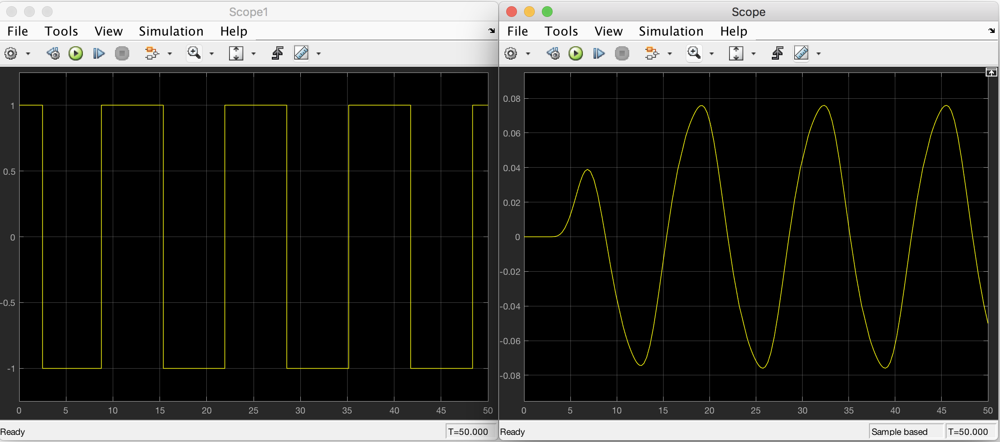 Scope1
File Tools View Simulation Help
1
0.5
0
-0.5
-1
0 5 10 15 20 25 30 35 40 45 50
Ready T=50.000
Scope
File Tools View Simulation Help
0.08
0.06
0.04
0.02
0
-0.02
-0.04
-0.06
-0.08
0 5 10 15 20 25 30 35 40 45 50
Ready Sample based T=50.000